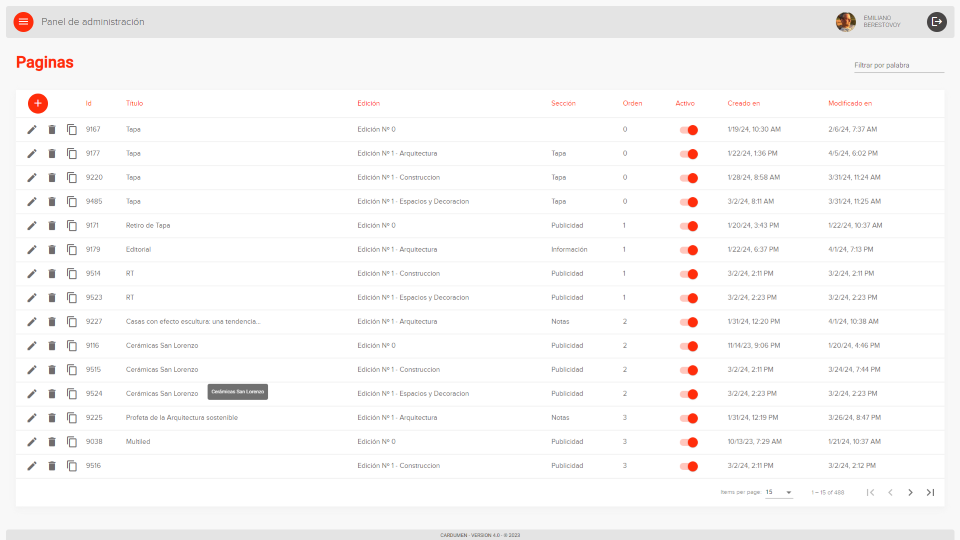 Panel de administración
EMILIANO
BERESTOVOY
Paginas
Filtrar por palabra
Id Título Edición Sección Orden Activo Creado en Modificado en
9167 Tapa Edición Nº 0 0 1/19/24, 10:30 AM 2/6/24, 7:37 AM
9177 Tapa Edición Nº 1 - Arquitectura Tapa 0 1/22/24, 1:36 PM 4/5/24, 6:02 PM
9220 Tapa Edición Nº 1 - Construccion Tapa 0 1/28/24, 8:58 AM 3/31/24, 11:24 AM
9485 Tapa Edición Nº 1 - Espacios y Decoracion Tapa 0 3/2/24, 8:11 AM 3/31/24, 11:25 AM
9171 Retiro de Tapa Edición Nº 0 Publicidad 1 1/20/24, 3:43 PM 1/22/24, 10:37 AM
9179 Editorial Edición Nº 1 - Arquitectura Información 1 1/22/24, 6:37 PM 4/1/24, 7:13 PM
9514 RT Edición Nº 1 - Construccion Publicidad 1 3/2/24, 2:11 PM 3/2/24, 2:11 PM
9523 RT Edición Nº 1 - Espacios y Decoracion Publicidad 1 3/2/24, 2:23 PM 3/2/24, 2:23 PM
9227 Casas con efecto escultura: una tendencia... Edición Nº 1 - Arquitectura Notas 2 1/31/24, 12:20 PM 4/1/24, 10:38 AM
9116 Cerámicas San Lorenzo Edición Nº 0 Publicidad 2 11/14/23, 9:06 PM 1/20/24, 4:46 PM
9515 Cerámicas San Lorenzo Edición Nº 1 - Construccion Publicidad 2 3/2/24, 2:11 PM 3/24/24, 7:44 PM
9524 Cerámicas San Lorenzo Edición Nº 1 - Espacios y Decoracion Publicidad 2 3/2/24, 2:23 PM 3/2/24, 2:23 PM
Cerámicas San Lorenzo
9225 Profeta de la Arquitectura sostenible Edición Nº 1 - Arquitectura Notas 3 1/31/24, 12:19 PM 3/26/24, 8:47 PM
9038 Multiled Edición Nº 0 Publicidad 3 10/13/23, 7:29 AM 1/21/24, 10:37 AM
9516 Edición Nº 1 - Construccion Publicidad 3 3/2/24, 2:11 PM 3/2/24, 2:12 PM
Items per page: 15 1 – 15 of 488
CARDUMEN - VERSION 4.0 - © 2023